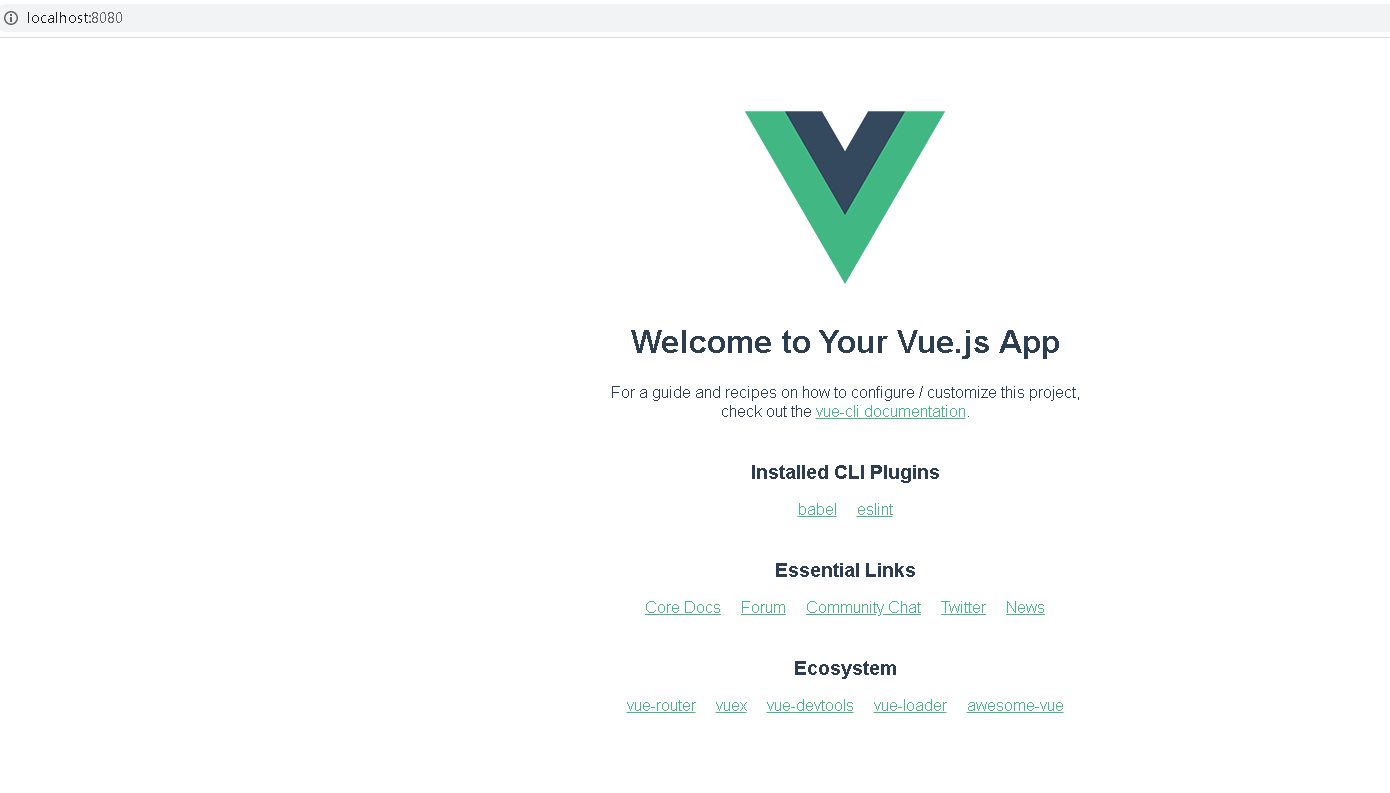 localhost:8080
Welcome to Your Vue.js App
For a guide and recipes on how to configure / customize this project,
check out the vue-cli documentation.
Installed CLI Plugins
babel eslint
Essential Links
Core Docs Forum Community Chat Twitter News
Ecosystem
vue-router vuex vue-devtools vue-loader awesome-vue